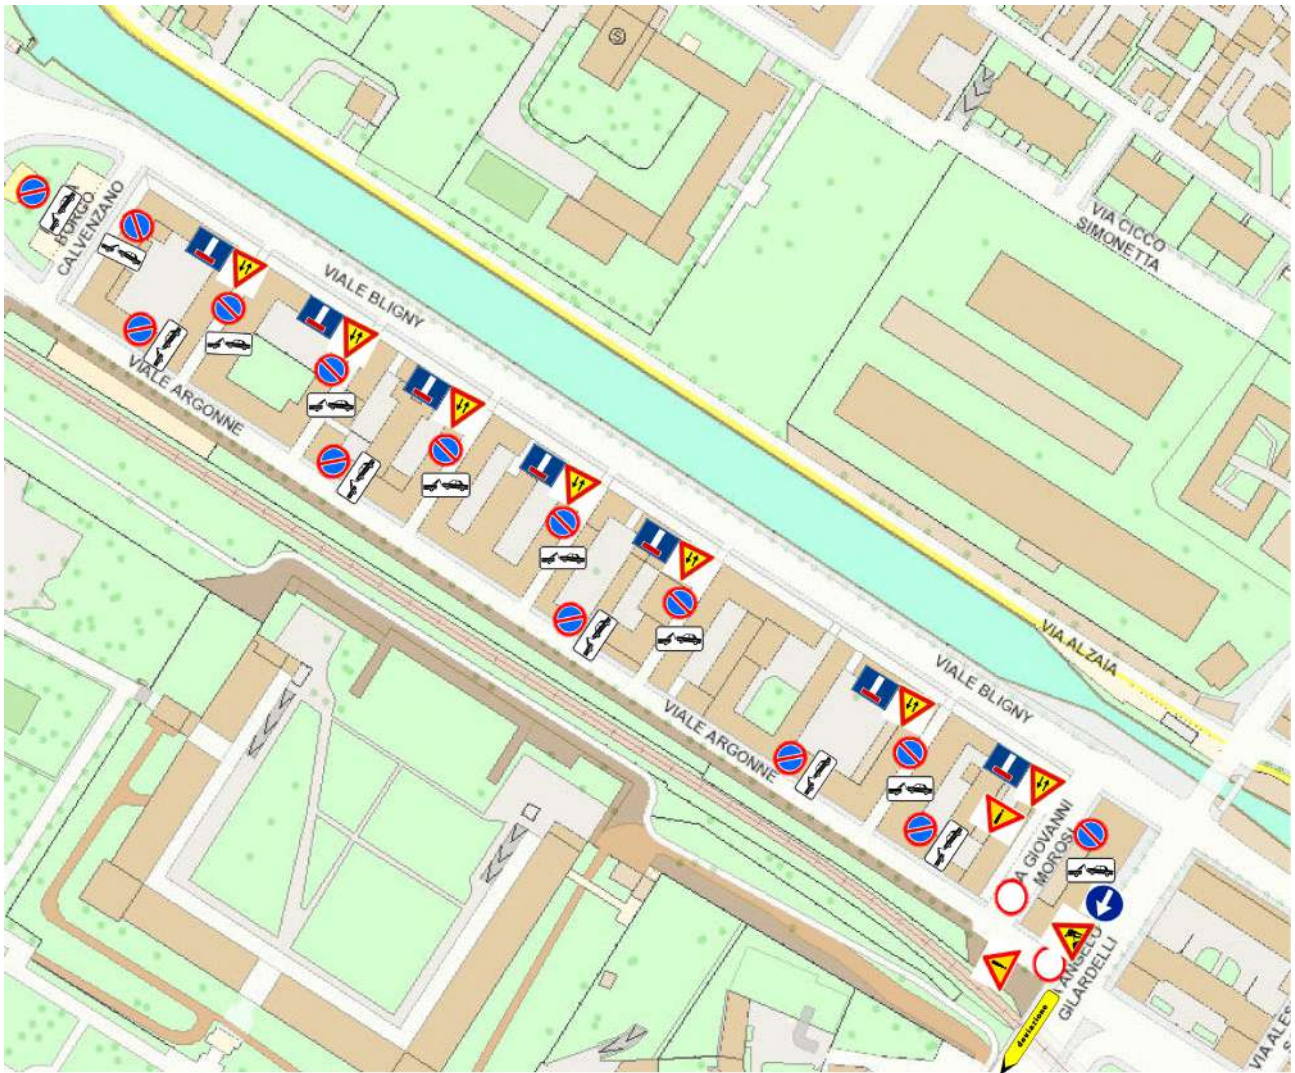 S
BORGO
CALVENZANO
VIALE BLIGNY
VIALE ARGONNE
VIA CICCO
SIMONETTA
VIA ALZAIA
VIALE BLIGNY
VIALE ARGONNE
A GIOVANNI
MOROSI
ANGELO
GILARDELLI
deviazione